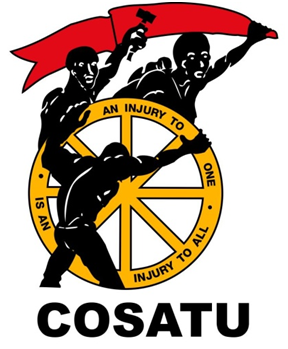 AN INJURY TO ONE
IS AN INJURY TO ALL
COSATU